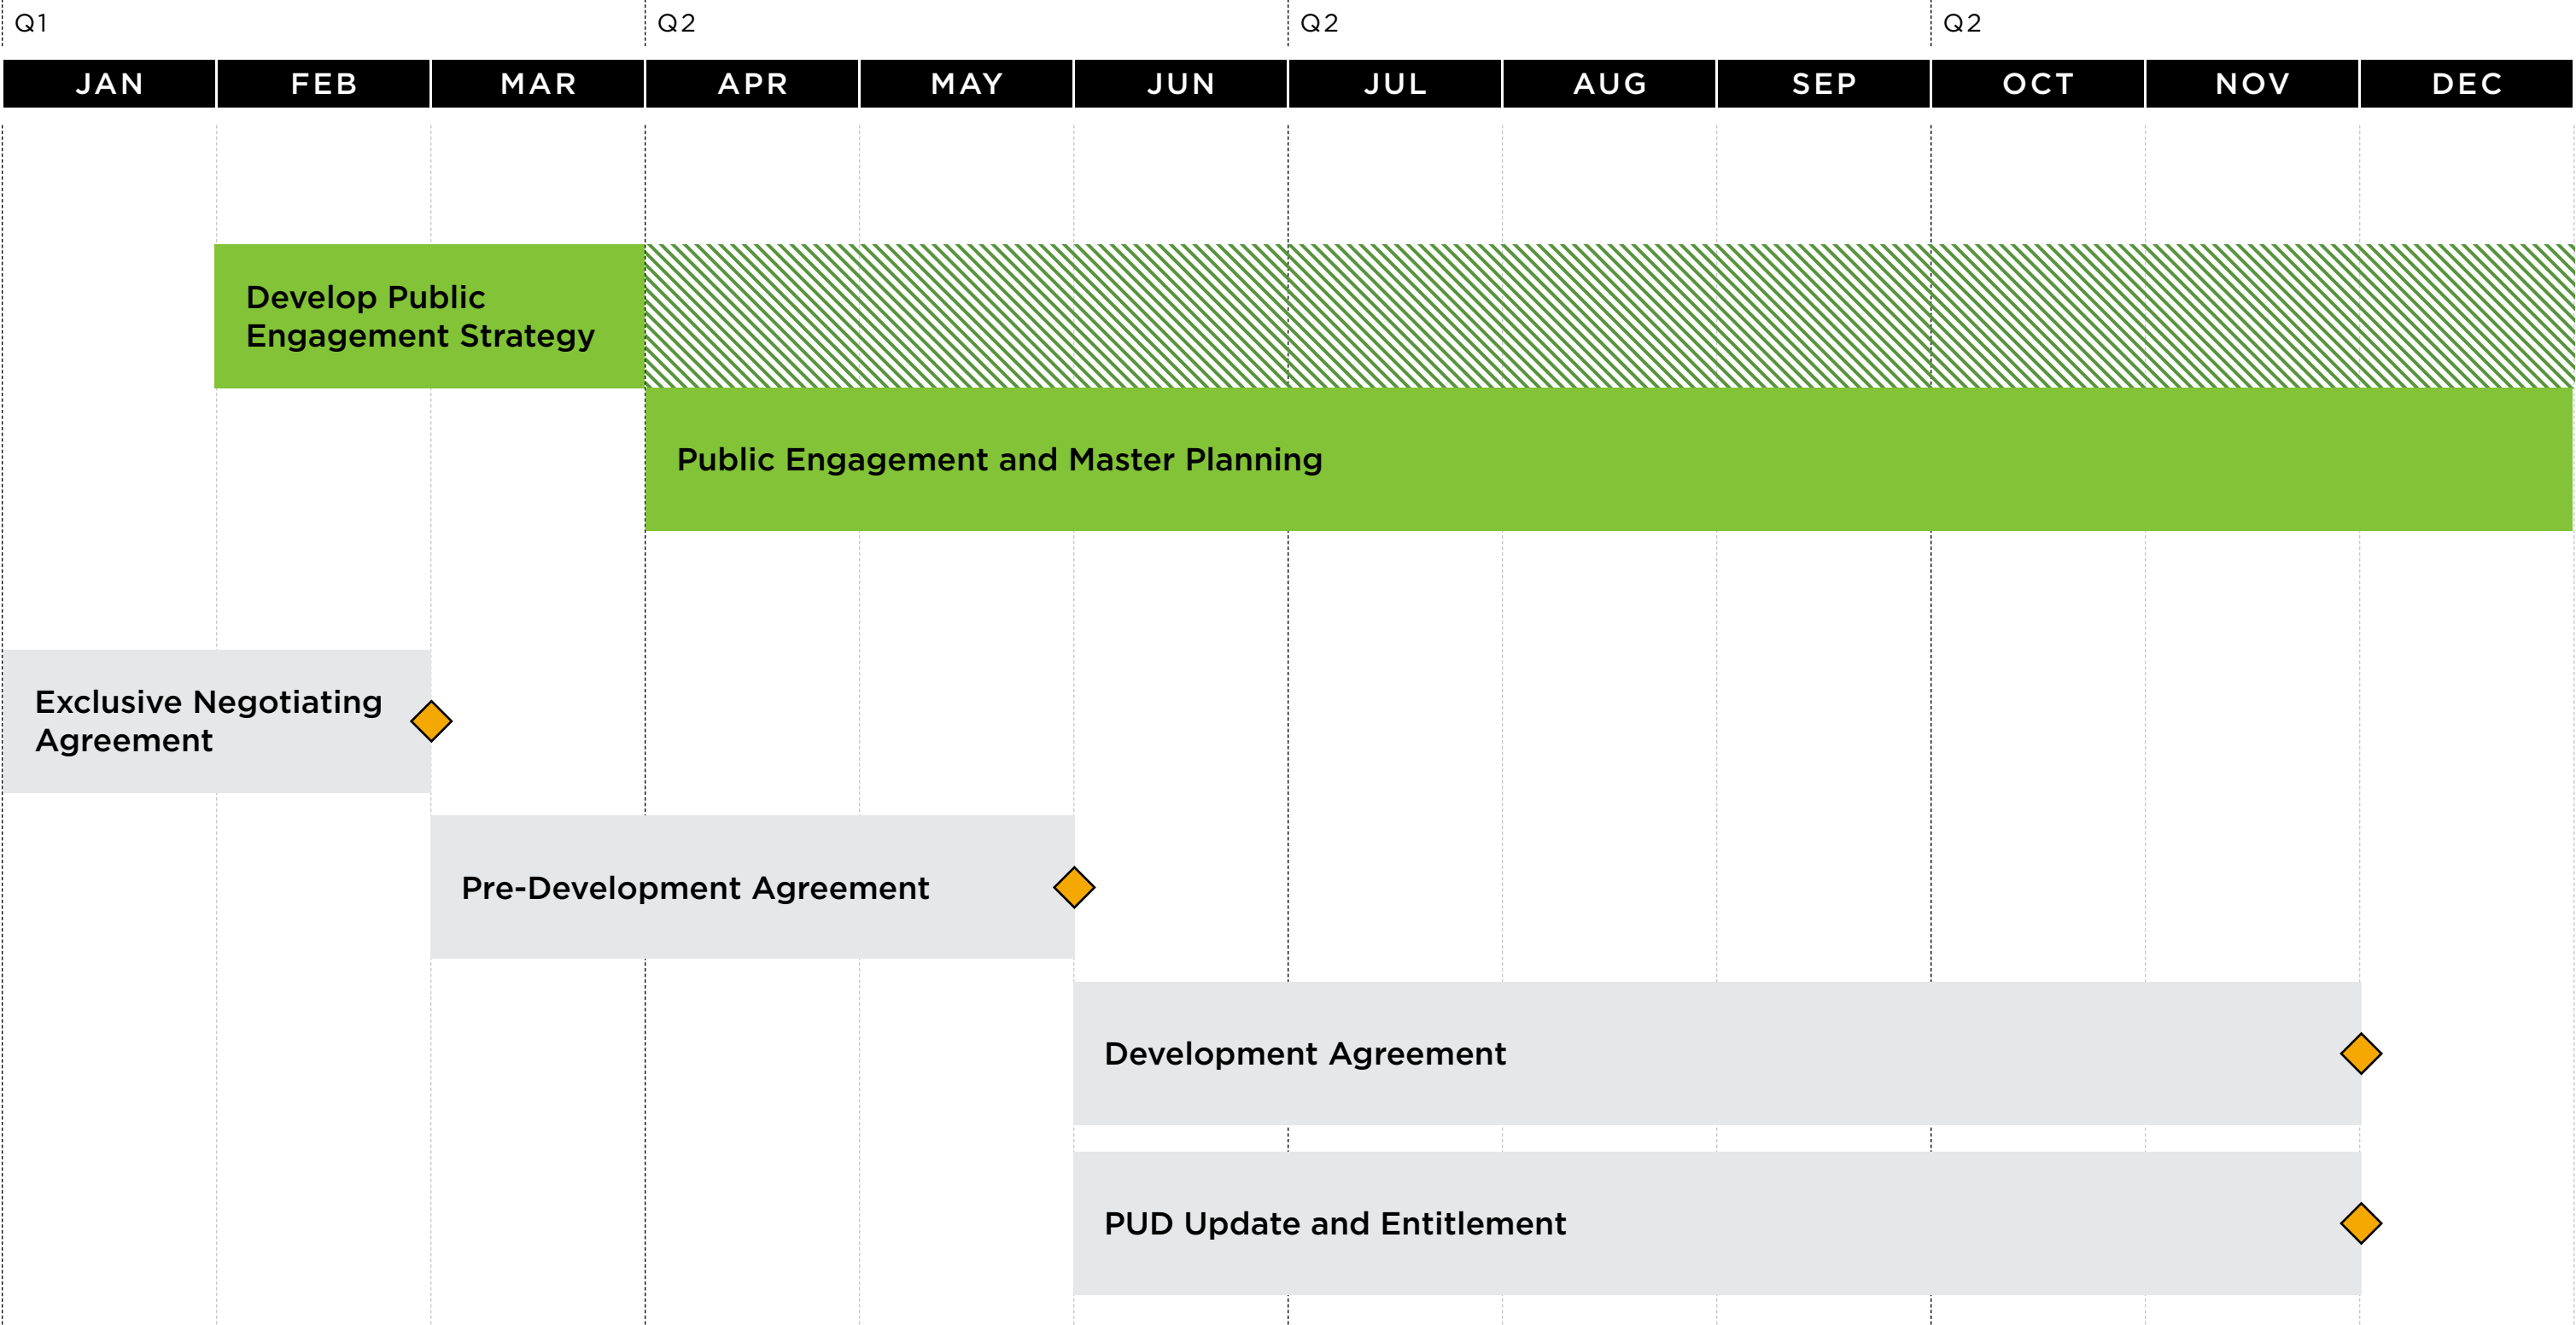 Q1 Q2 Q2 Q2
JAN FEB MAR APR MAY JUN JUL AUG SEP OCT NOV DEC
Develop Public
Engagement Strategy
Public Engagement and Master Planning
Exclusive Negotiating
Agreement
Pre-Development Agreement
Development Agreement
PUD Update and Entitlement